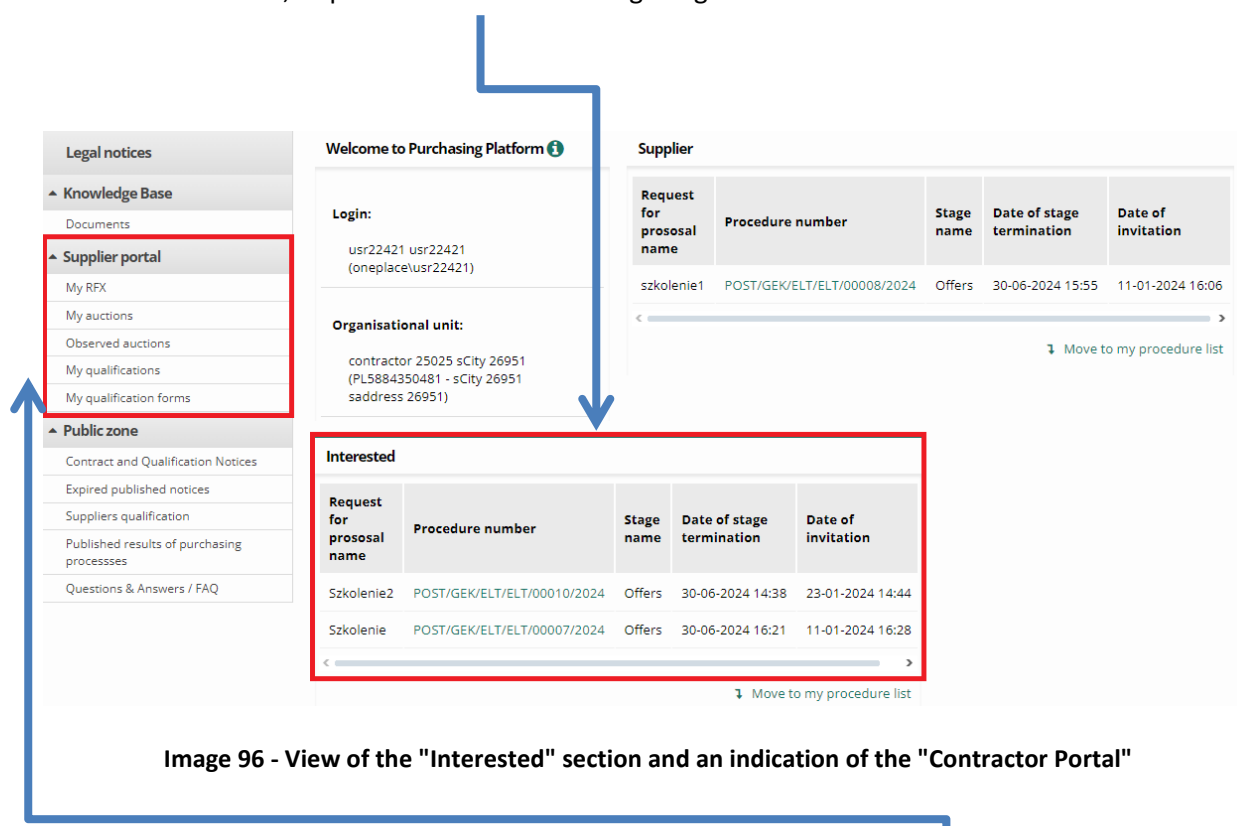 Legal notices
Knowledge Base
Documents
Supplier portal
My RFX
My auctions
Observed auctions
My qualifications
My qualification forms
Public zone
Contract and Qualification Notices
Expired published notices
Suppliers qualification
Published results of purchasing
processses
Questions & Answers / FAQ
Welcome to Purchasing Platform
Login:
usr22421 usr22421
(oneplace\usr22421)
Organisational unit:
contractor 25025 sCity 26951
(PL5884350481 - sCity 26951
saddress 26951)
Supplier
Request
for
prososal
name
Procedure number
Stage
name
Date of stage
termination
Date of
invitation
szkolenie1 POST/GEK/ELT/ELT/00008/2024 Offers 30-06-2024 15:55 11-01-2024 16:06
Move to my procedure list
Interested
Request
for
prososal
name
Procedure number
Stage
name
Date of stage
termination
Date of
invitation
Szkolenie2 POST/GEK/ELT/ELT/00010/2024 Offers 30-06-2024 14:38 23-01-2024 14:44
Szkolenie POST/GEK/ELT/ELT/00007/2024 Offers 30-06-2024 16:21 11-01-2024 16:28
Move to my procedure list
Image 96 - View of the "Interested" section and an indication of the "Contractor Portal"